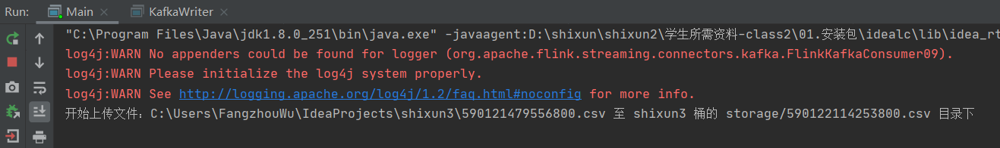 Run: Main × KafkaWriter ×
"C:\Program Files\Java\jdk1.8.0_251\bin\java.exe" -javaagent:D:\shixun\shixun2\学生所需资料-class2\01.安装包\idealc\lib\idea_rt
log4j:WARN No appenders could be found for logger (org.apache.flink.streaming.connectors.kafka.FlinkKafkaConsumer09).
log4j:WARN Please initialize the log4j system properly.
log4j:WARN See http://logging.apache.org/log4j/1.2/faq.html#noconfig for more info.
开始上传文件：C:\Users\FangzhouWu\IdeaProjects\shixun3\590121479556800.csv 至 shixun3 桶的 storage/590122114253800.csv 目录下